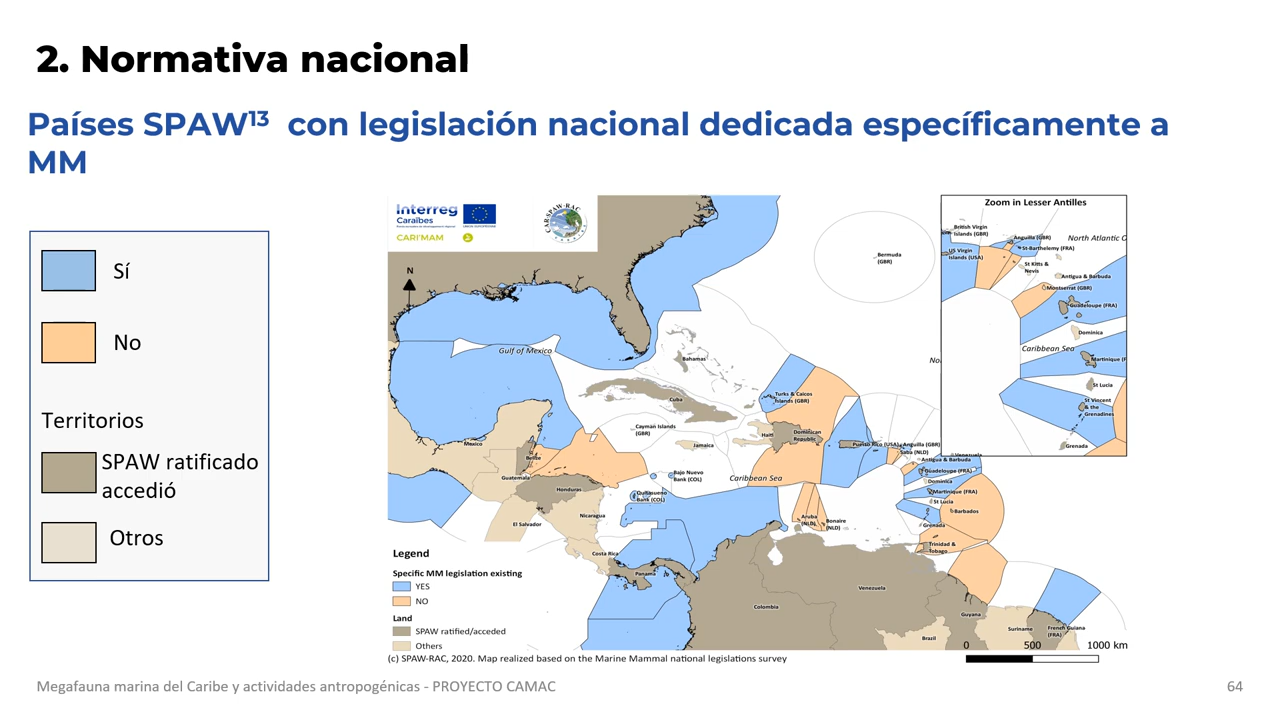 2. Normativa nacional
Países SPAW¹³ con legislación nacional dedicada específicamente a
MM
Sí
No
Territorios
SPAW ratificado
accedió
Otros
Interreg
Caraïbes
CARI'MAM
CAR-SPAW-RAC
N
Gulf of Mexico
Bermuda
(GBR)
Bahamas
Cuba
Turks & Caicos
Islands (GBR)
Cayman Islands
(GBR)
Jamaica
Haiti
Dominican
Republic
Puerto Rico (USA)
Anguilla (GBR)
Saba (NLD)
Mexico
Belize
Guatemala
Honduras
El Salvador
Nicaragua
Costa Rica
Panama
Bajo Nuevo
Bank (COL)
Quitasueno
Bank (COL)
Caribbean Sea
Antigua & Barbuda
Guadeloupe (FRA)
Dominica
Martinique (FRA)
St Lucia
Barbados
Grenada
Aruba
(NLD)
Bonaire
(NLD)
Trinidad &
Tobago
Venezuela
Colombia
Guyana
Suriname
French Guiana
(FRA)
Brazil
No
Zoom in Lesser Antilles
British Virgin
Islands (GBR)
US Virgin
Islands (USA)
Anguilla (GBR)
St-Barthelemy (FRA)
North Atlantic O
St Kitts &
Nevis
Antigua & Barbuda
Montserrat (GBR)
Guadeloupe (FRA)
Dominica
Caribbean Sea
Martinique (F
St Lucia
St Vincent
& the
Grenadines
Grenada
Venezuela
Legend
Specific MM legislation existing
YES
NO
Land
SPAW ratified/acceded
Others
0 500 1000 km
(c) SPAW-RAC, 2020. Map realized based on the Marine Mammal national legislations survey
Megafauna marina del Caribe y actividades antropogénicas - PROYECTO CAMAC
64